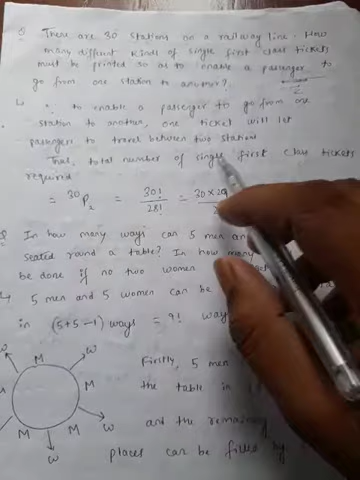 Q There are 30 stations on a railway line. How
many different kinds of single first class tickets
must be printed so as to enable a passenger to
go from one station to another?
2
∵ to enable a passenger to go from one
station to another, one ticket will let
passengers to travel between two station
That, total number of single first class tickets
required
= ³⁰P₂ = 30!/28! = 30×29
Q In how many ways can 5 men an
seated round a table? In how many
be done if no two women
↳ 5 men and 5 women can be
in (5+5-1) ways = 9! way
W M W
Firstly, 5 men
M the table in
M M W
and the remaining
W
places can be filled by